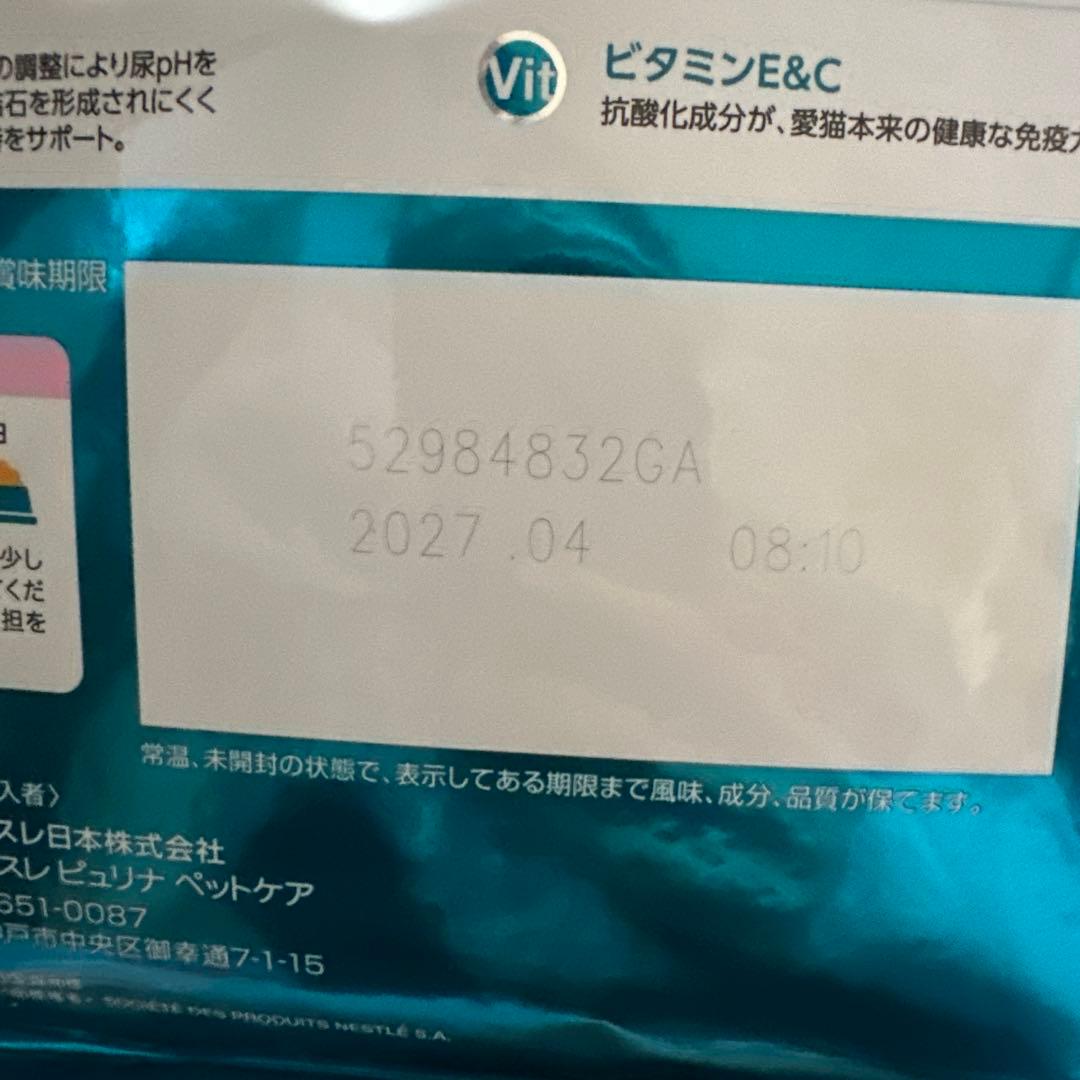 の調整により尿pHを
石を形成されにくく
をサポート。
Vit
ビタミンE&C
抗酸化成分が、愛猫本来の健康な免疫力
賞味期限
52984832GA
2027 .04 08:10
少し
くだ
担を
常温、未開封の状態で、表示してある期限まで風味、成分、品質が保てます。
入者〉
スレ日本株式会社
スレ ピュリナ ペットケア
651-0087
戸市中央区御幸通7-1-15
SOCIÉTÉ DES PRODUITS NESTLÉ S.A.